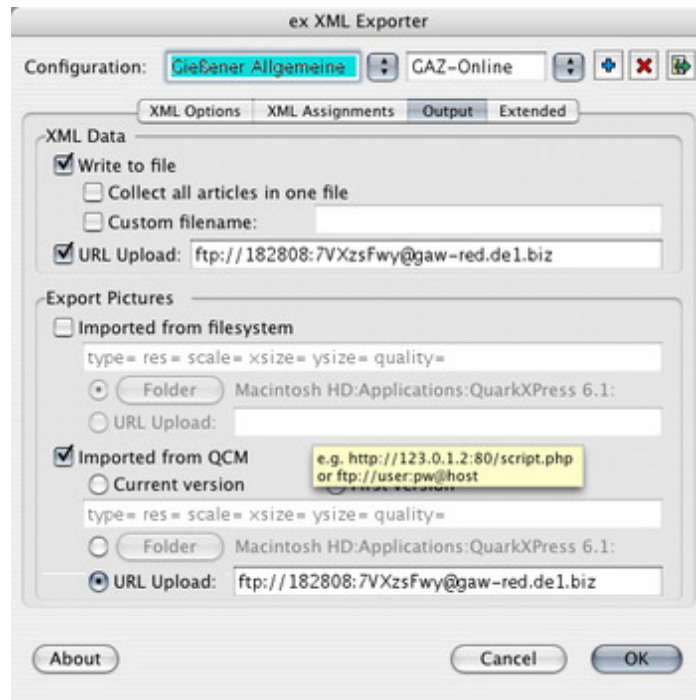 ex XML Exporter
Configuration: Gießener Allgemeine GAZ-Online
XML Options XML Assignments Output Extended
XML Data
Write to file
Collect all articles in one file
Custom filename:
URL Upload: ftp://182808:7VXzsFwy@gaw-red.de1.biz
Export Pictures
Imported from filesystem
type= res= scale= xsize= ysize= quality=
Folder Macintosh HD:Applications:QuarkXPress 6.1:
URL Upload:
Imported from QCM
e.g. http://123.0.1.2:80/script.php
or ftp://user:pw@host
Current version
type= res= scale= xsize= ysize= quality=
Folder Macintosh HD:Applications:QuarkXPress 6.1:
URL Upload: ftp://182808:7VXzsFwy@gaw-red.de1.biz
About Cancel OK